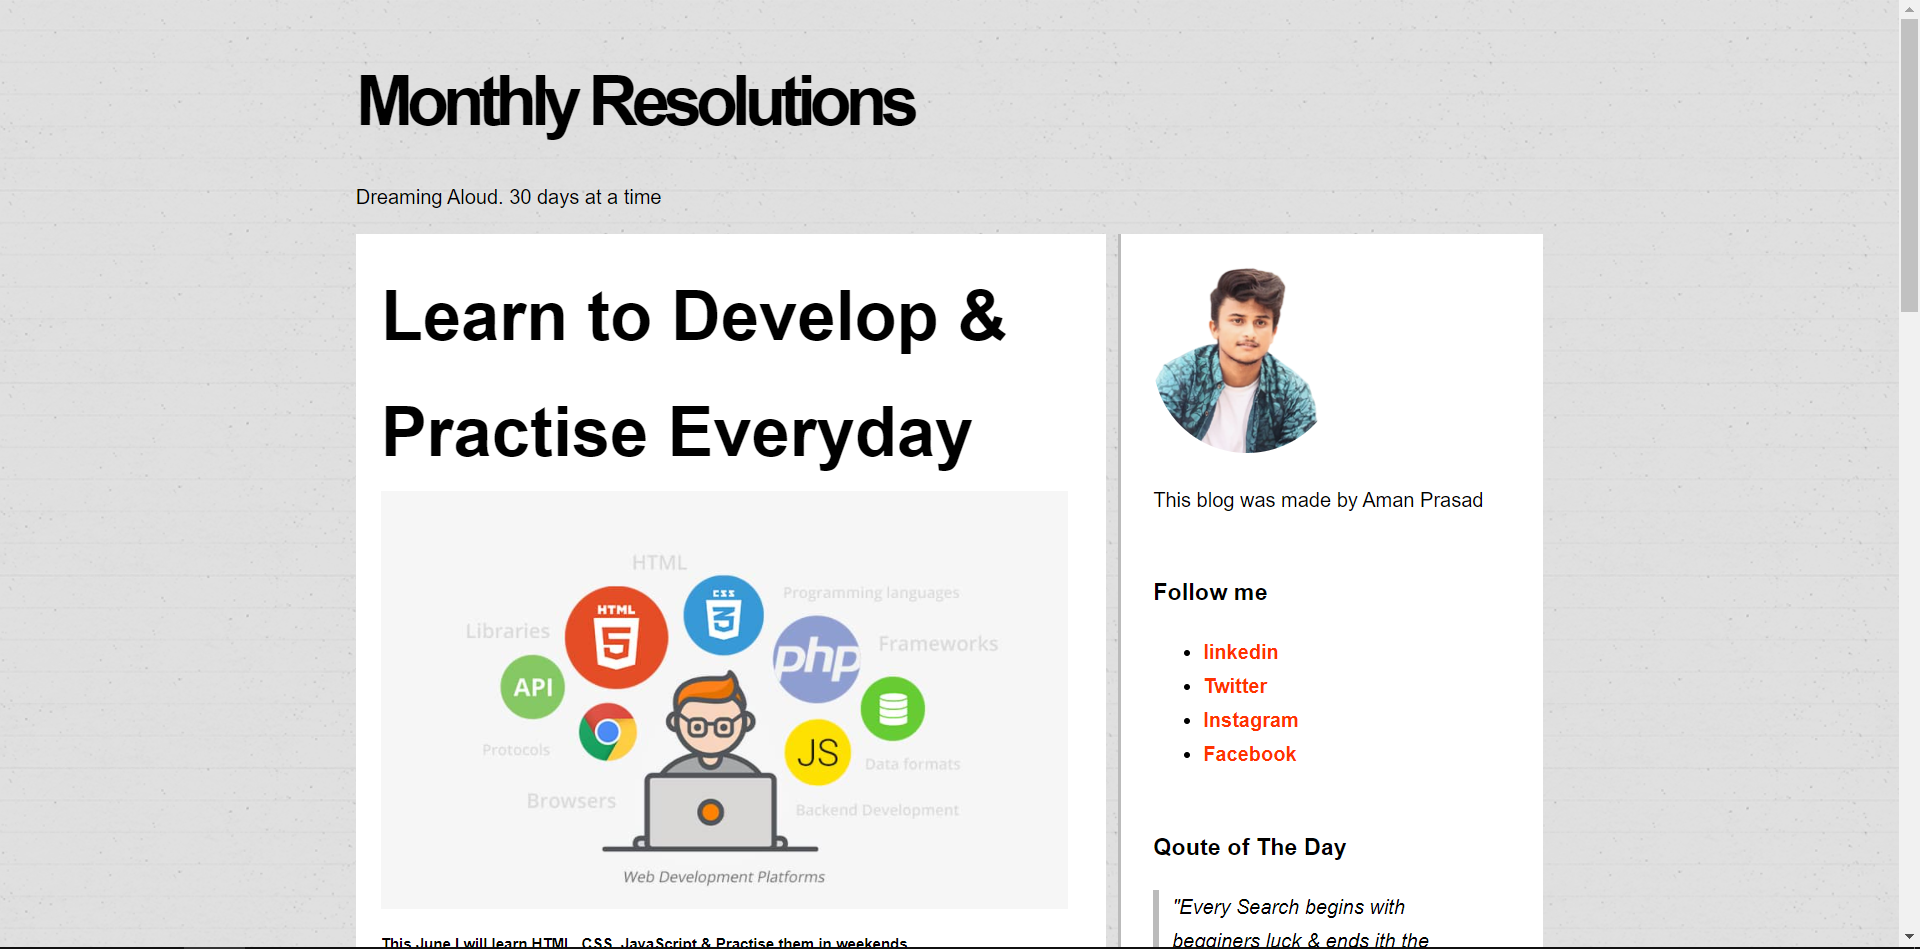 Monthly Resolutions
Dreaming Aloud. 30 days at a time
Learn to Develop &
Practise Everyday
HTML
HTML
5
CSS
3
Programming languages
Libraries
php
Frameworks
API
JS
Protocols
Data formats
Browsers
Backend Development
Web Development Platforms
This June I will learn HTML, CSS, JavaScript & Practise them in weekends
This blog was made by Aman Prasad
Follow me
linkedin
Twitter
Instagram
Facebook
Qoute of The Day
"Every Search begins with
begginers luck & ends ith the